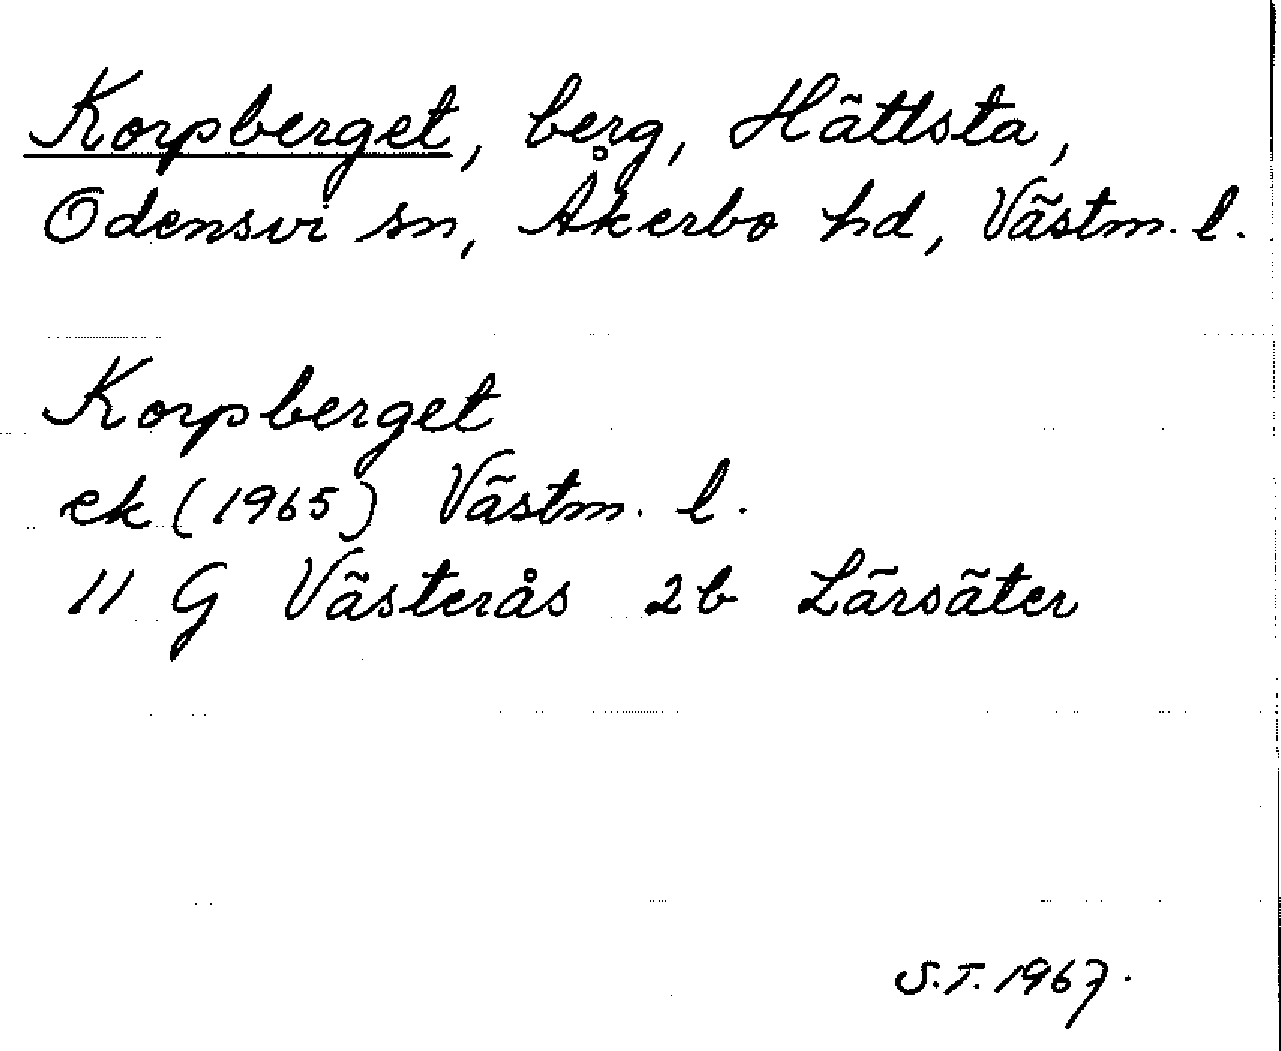 Korpberget, berg, Hättsta,
Odensvi sn, Åkerbo hd, Västm. l.
Korpberget
ek (1965) Västm. l.
11 G Västerås 2b Lärsäter
S.T. 1967.